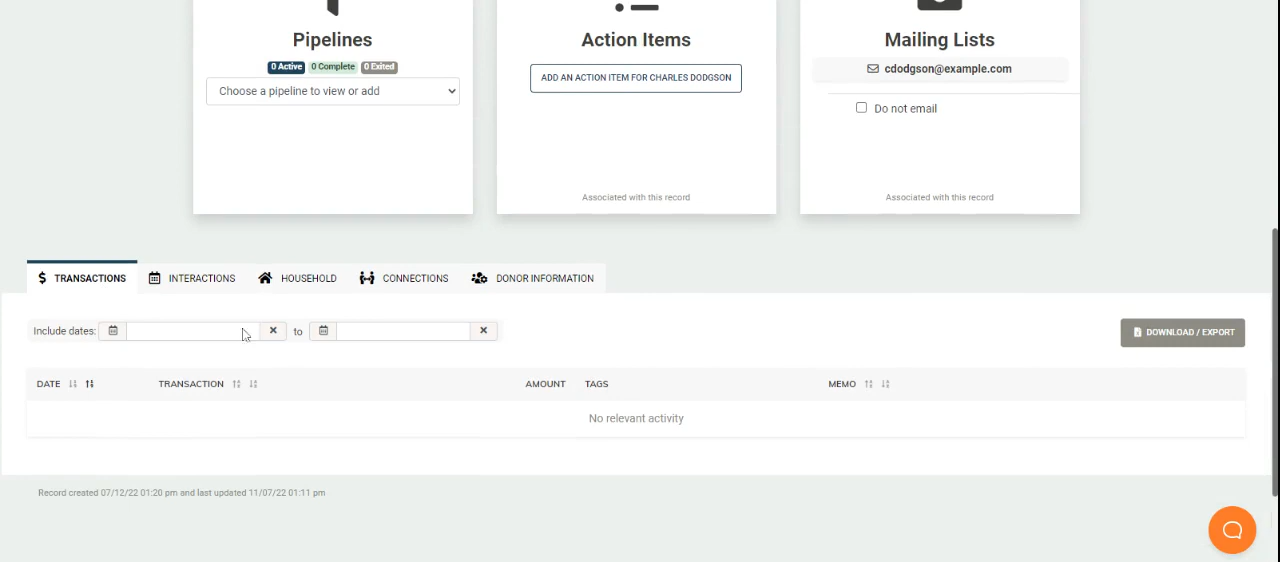 Pipelines
0 Active 0 Complete 0 Exited
Choose a pipeline to view or add
Action Items
ADD AN ACTION ITEM FOR CHARLES DODGSON
Associated with this record
Mailing Lists
cdodgson@example.com
Do not email
Associated with this record
TRANSACTIONS INTERACTIONS HOUSEHOLD CONNECTIONS DONOR INFORMATION
Include dates: to
DOWNLOAD / EXPORT
DATE TRANSACTION AMOUNT TAGS MEMO
No relevant activity
Record created 07/12/22 01:20 pm and last updated 11/07/22 01:11 pm